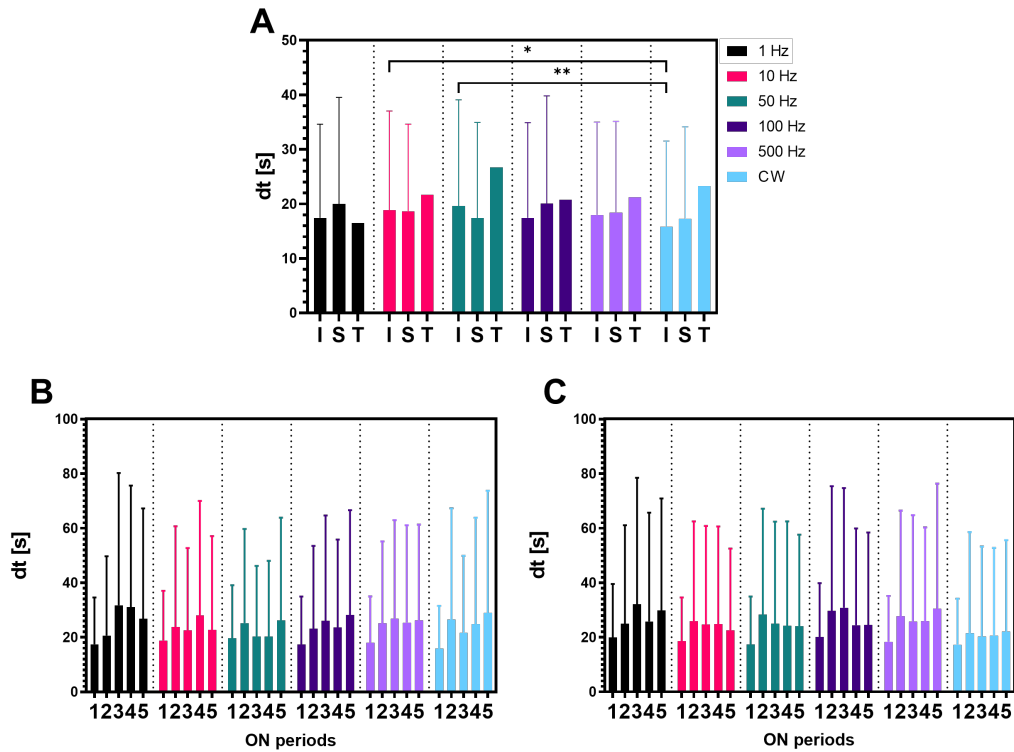 A
50
40
30
20
10
0
dt [s]
*
**
I S T I S T I S T I S T I S T I S T
1 Hz
10 Hz
50 Hz
100 Hz
500 Hz
CW
B
100
80
60
40
20
0
dt [s]
12345 12345 12345 12345 12345 12345
ON periods
C
100
80
60
40
20
0
dt [s]
12345 12345 12345 12345 12345 12345
ON periods